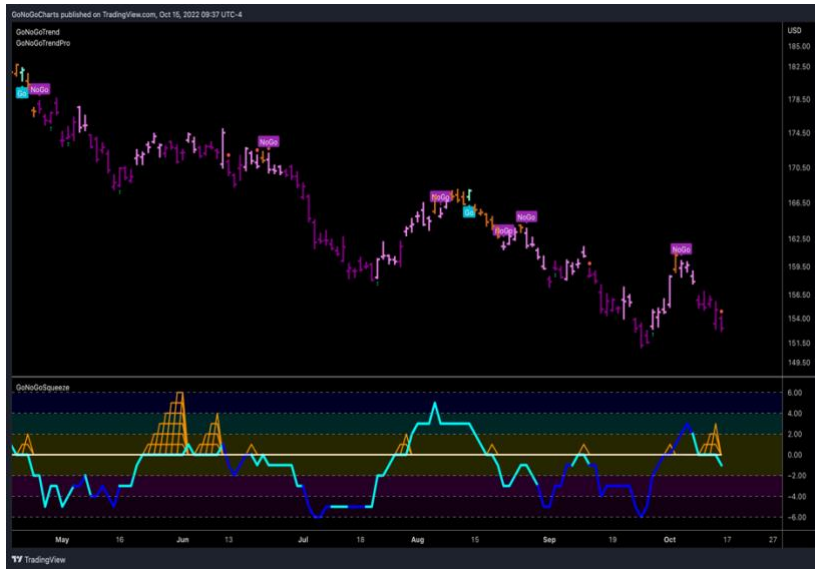 GoNoGoCharts published on TradingView.com, Oct 15, 2022 09:37 UTC-4
GoNoGoTrend
GoNoGoTrendPro
USD
185.00
182.50
178.50
174.50
170.50
166.50
162.50
159.50
156.50
154.00
151.50
149.50
Go
NoGo
NoGo
NoGo
Go
NoGo
NoGo
NoGo
GoNoGoSqueeze
6.00
4.00
2.00
0.00
-2.00
-4.00
-6.00
May 16 Jun 13 Jul 18 Aug 15 Sep 19 Oct 17 27
TradingView